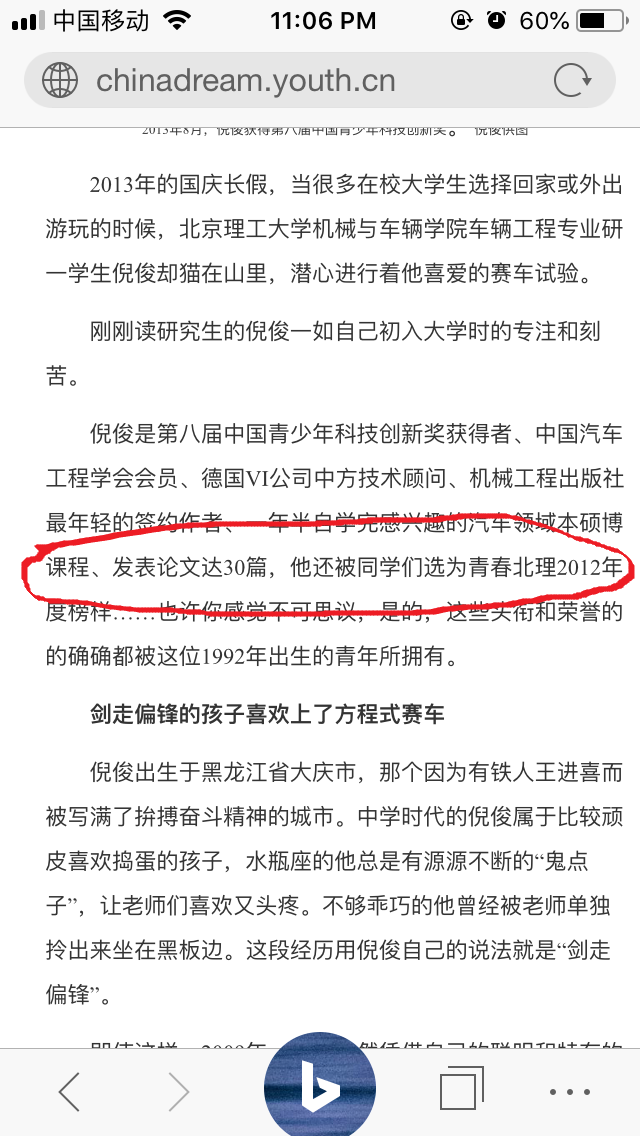 中国移动 11:06 PM 60%
chinadream.youth.cn
2013年8月，倪俊获得第八届中国青少年科技创新奖。 倪俊供图
2013年的国庆长假，当很多在校大学生选择回家或外出
游玩的时候，北京理工大学机械与车辆学院车辆工程专业研
一学生倪俊却猫在山里，潜心进行着他喜爱的赛车试验。
刚刚读研究生的倪俊一如自己初入大学时的专注和刻
苦。
倪俊是第八届中国青少年科技创新奖获得者、中国汽车
工程学会会员、德国VI公司中方技术顾问、机械工程出版社
最年轻的签约作者、一年半自学完感兴趣的汽车领域本硕博
课程、发表论文达30篇，他还被同学们选为青春北理2012年
度榜样……也许你感觉不可思议，是的，这些头衔和荣誉的
的确确都被这位1992年出生的青年所拥有。
剑走偏锋的孩子喜欢上了方程式赛车
倪俊出生于黑龙江省大庆市，那个因为有铁人王进喜而
被写满了拚搏奋斗精神的城市。中学时代的倪俊属于比较顽
皮喜欢捣蛋的孩子，水瓶座的他总是有源源不断的“鬼点
子”，让老师们喜欢又头疼。不够乖巧的他曾经被老师单独
拎出来坐在黑板边。这段经历用倪俊自己的说法就是“剑走
偏锋”。